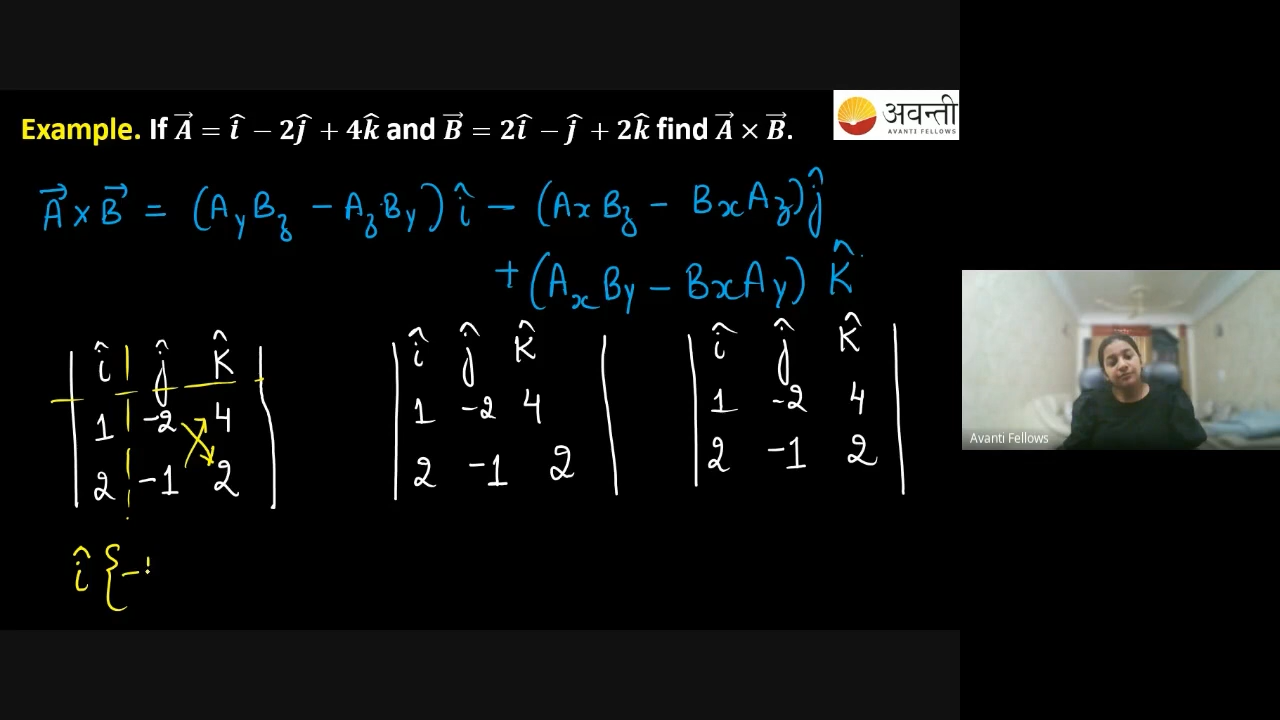 Example. If A⃗ = î − 2ĵ + 4k̂ and B⃗ = 2î − ĵ + 2k̂ find A⃗ × B⃗.
अवन्ती
AVANTI FELLOWS
A⃗ × B⃗ = (AyBz − AzBy) î − (AxBz − BxAz) ĵ
+ (AxBy − BxAy) K̂
î ĵ K̂
1 -2 4
2 -1 2
î ĵ K̂
1 -2 4
2 -1 2
î ĵ K̂
1 -2 4
2 -1 2
î {-
Avanti Fellows